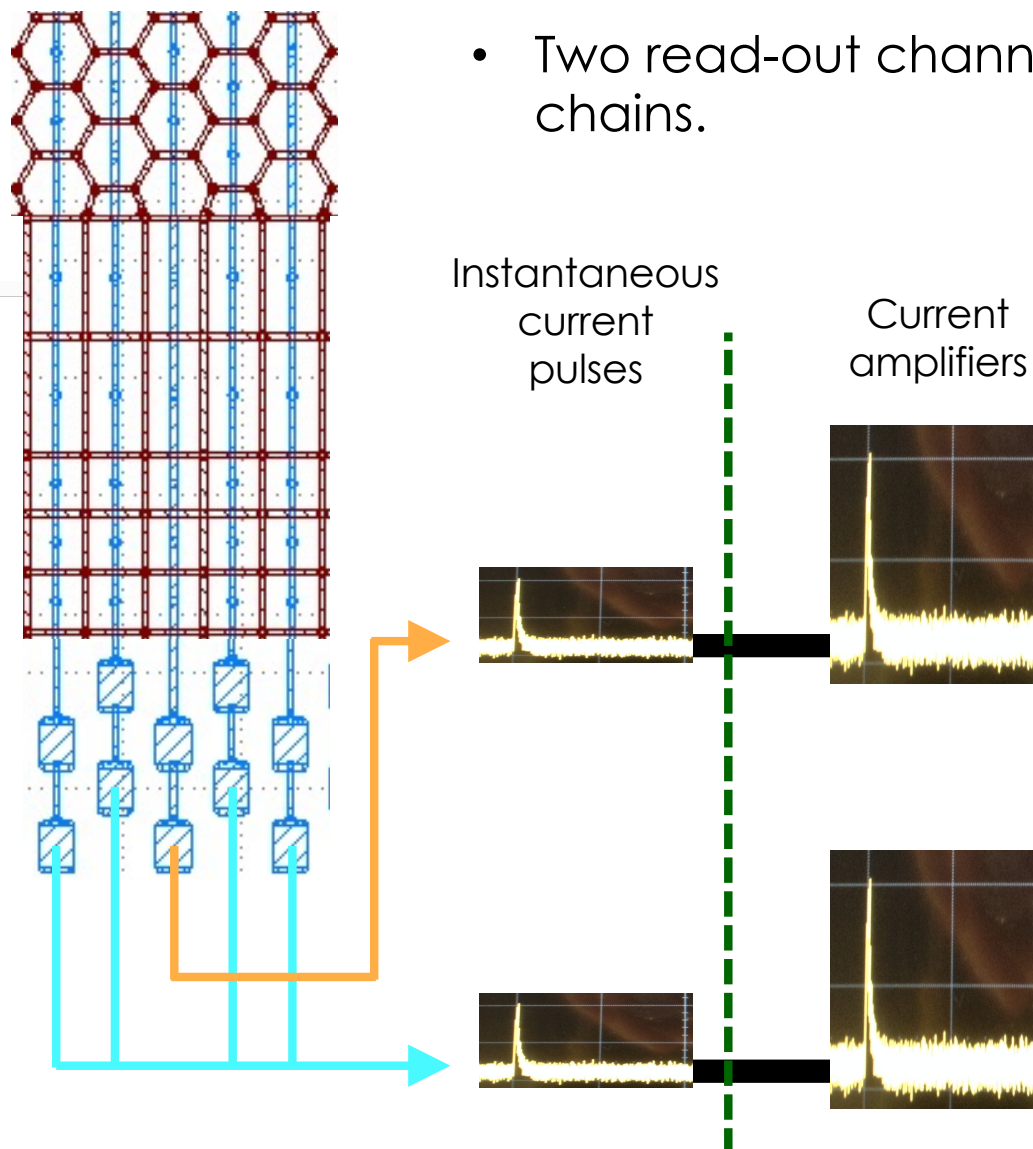 • Two read-out chann
chains.
Instantaneous
current
pulses
Current
amplifiers